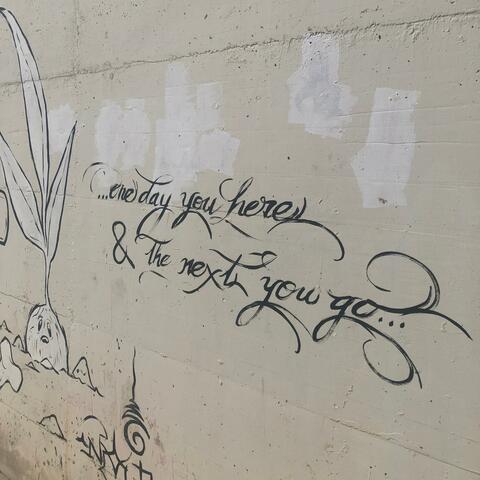 ...one day you here
& The next you go...